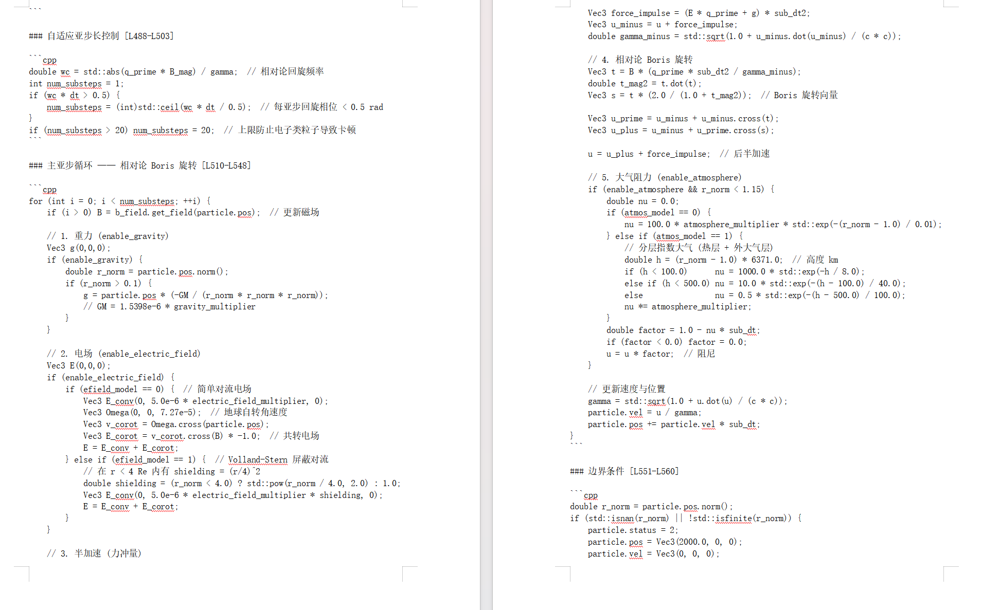 ```
### 自适应亚步长控制 [L488-L503]
```cpp
double wc = std::abs(q_prime * B_mag) / gamma;  // 相对论回旋频率
int num_substeps = 1;
if (wc * dt > 0.5) {
    num_substeps = (int)std::ceil(wc * dt / 0.5);  // 每亚步回旋相位 < 0.5 rad
}
if (num_substeps > 20) num_substeps = 20;  // 上限防止电子类粒子导致卡顿
```
### 主亚步循环 —— 相对论 Boris 旋转 [L510-L548]
```cpp
for (int i = 0; i < num_substeps; ++i) {
    if (i > 0) B = b_field.get_field(particle.pos);  // 更新磁场
    // 1. 重力 (enable_gravity)
    Vec3 g(0,0,0);
    if (enable_gravity) {
        double r_norm = particle.pos.norm();
        if (r_norm > 0.1) {
            g = particle.pos * (-GM / (r_norm * r_norm * r_norm));
            // GM = 1.5398e-6 * gravity_multiplier
        }
    }
    // 2. 电场 (enable_electric_field)
    Vec3 E(0,0,0);
    if (enable_electric_field) {
        if (efield_model == 0) {  // 简单对流电场
            Vec3 E_conv(0, 5.0e-6 * electric_field_multiplier, 0);
            Vec3 Omega(0, 0, 7.27e-5);  // 地球自转角速度
            Vec3 v_corot = Omega.cross(particle.pos);
            Vec3 E_corot = v_corot.cross(B) * -1.0;  // 共转电场
            E = E_conv + E_corot;
        } else if (efield_model == 1) {  // Volland-Stern 屏蔽对流
            // 在 r < 4 Re 内有 shielding = (r/4)^2
            double shielding = (r_norm < 4.0) ? std::pow(r_norm / 4.0, 2.0) : 1.0;
            Vec3 E_conv(0, 5.0e-6 * electric_field_multiplier * shielding, 0);
            E = E_conv + E_corot;
        }
    }
    // 3. 半加速 (力冲量)
    Vec3 force_impulse = (E * q_prime + g) * sub_dt2;
    Vec3 u_minus = u + force_impulse;
    double gamma_minus = std::sqrt(1.0 + u_minus.dot(u_minus) / (c * c));
    // 4. 相对论 Boris 旋转
    Vec3 t = B * (q_prime * sub_dt2 / gamma_minus);
    double t_mag2 = t.dot(t);
    Vec3 s = t * (2.0 / (1.0 + t_mag2));  // Boris 旋转向量
    Vec3 u_prime = u_minus + u_minus.cross(t);
    Vec3 u_plus = u_minus + u_prime.cross(s);
    u = u_plus + force_impulse;  // 后半加速
    // 5. 大气阻力 (enable_atmosphere)
    if (enable_atmosphere && r_norm < 1.15) {
        double nu = 0.0;
        if (atmos_model == 0) {
            nu = 100.0 * atmosphere_multiplier * std::exp(-(r_norm - 1.0) / 0.01);
        } else if (atmos_model == 1) {
            // 分层指数大气 (热层 + 外大气层)
            double h = (r_norm - 1.0) * 6371.0;  // 高度 km
            if (h < 100.0)      nu = 1000.0 * std::exp(-h / 8.0);
            else if (h < 500.0) nu = 10.0 * std::exp(-(h - 100.0) / 40.0);
            else                nu = 0.5 * std::exp(-(h - 500.0) / 100.0);
            nu *= atmosphere_multiplier;
        }
        double factor = 1.0 - nu * sub_dt;
        if (factor < 0.0) factor = 0.0;
        u = u * factor;  // 阻尼
    }
    // 更新速度与位置
    gamma = std::sqrt(1.0 + u.dot(u) / (c * c));
    particle.vel = u / gamma;
    particle.pos += particle.vel * sub_dt;
}
```
### 边界条件 [L551-L560]
```cpp
double r_norm = particle.pos.norm();
if (std::isnan(r_norm) || !std::isfinite(r_norm)) {
    particle.status = 2;
    particle.pos = Vec3(2000.0, 0, 0);
    particle.vel = Vec3(0, 0, 0);